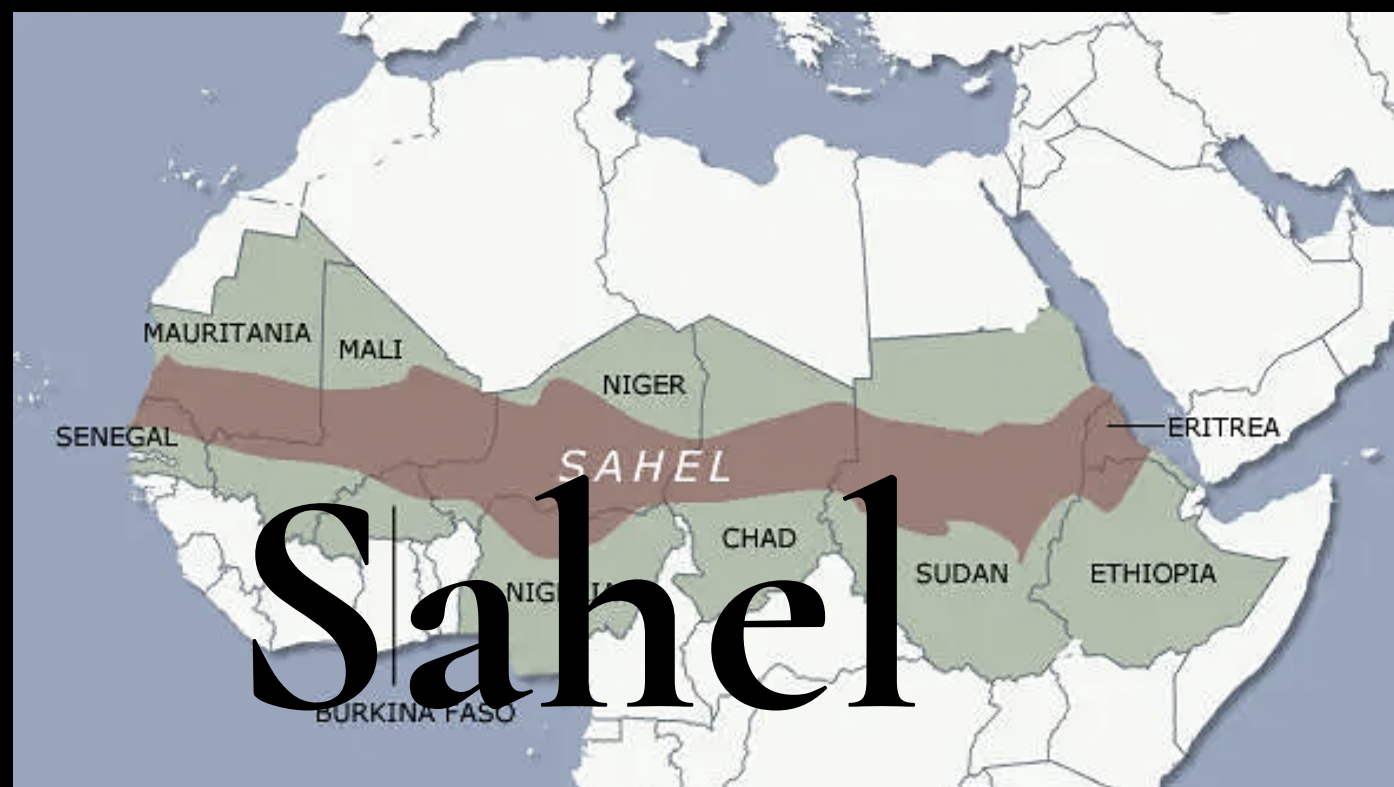 MAURITANIA
MALI
NIGER
SENEGAL
ERITREA
SAHEL
Sahel
CHAD
SUDAN
ETHIOPIA
BURKINA FASO